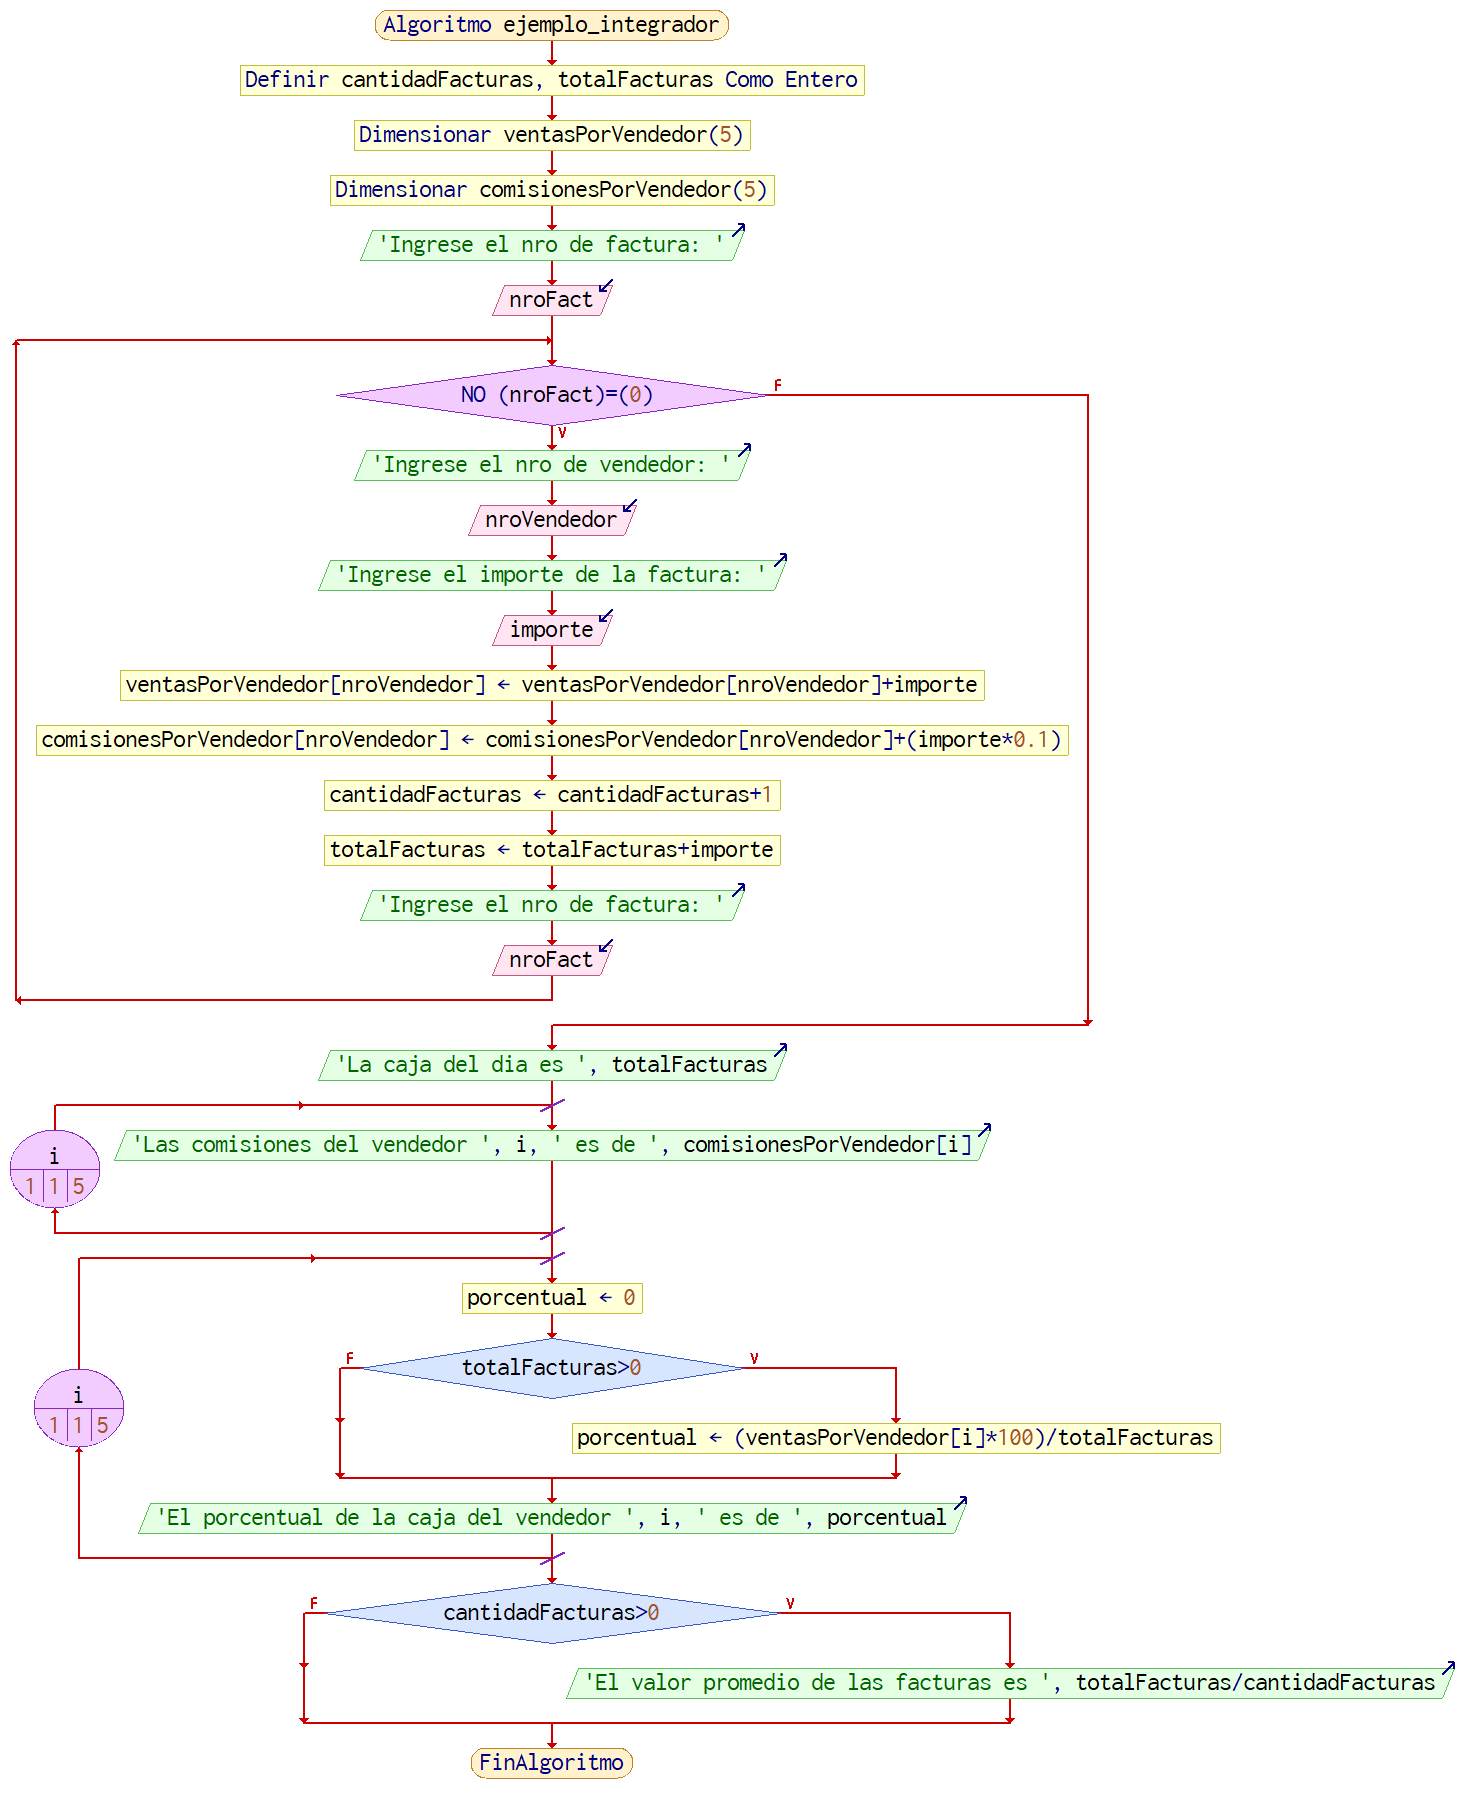 Algoritmo ejemplo_integrador
Definir cantidadFacturas, totalFacturas Como Entero
Dimensionar ventasPorVendedor(5)
Dimensionar comisionesPorVendedor(5)
'Ingrese el nro de factura: '
nroFact
NO (nroFact)=(0)
F
V
'Ingrese el nro de vendedor: '
nroVendedor
'Ingrese el importe de la factura: '
importe
ventasPorVendedor[nroVendedor] ← ventasPorVendedor[nroVendedor]+importe
comisionesPorVendedor[nroVendedor] ← comisionesPorVendedor[nroVendedor]+(importe*0.1)
cantidadFacturas ← cantidadFacturas+1
totalFacturas ← totalFacturas+importe
'Ingrese el nro de factura: '
nroFact
'La caja del dia es ', totalFacturas
i
1 1 5
'Las comisiones del vendedor ', i, ' es de ', comisionesPorVendedor[i]
i
1 1 5
porcentual ← 0
totalFacturas>0
F
V
porcentual ← (ventasPorVendedor[i]*100)/totalFacturas
'El porcentual de la caja del vendedor ', i, ' es de ', porcentual
cantidadFacturas>0
F
V
'El valor promedio de las facturas es ', totalFacturas/cantidadFacturas
FinAlgoritmo